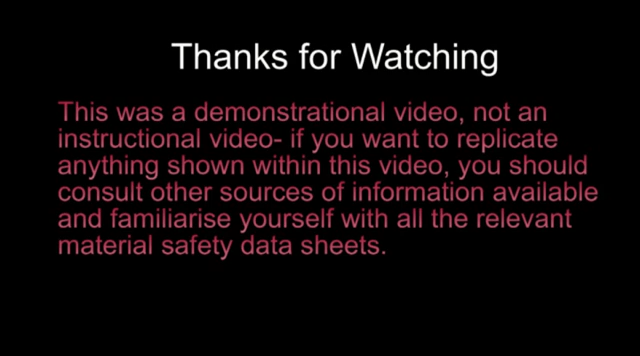 Thanks for Watching
This was a demonstrational video, not an
instructional video- if you want to replicate
anything shown within this video, you should
consult other sources of information available
and familiarise yourself with all the relevant
material safety data sheets.